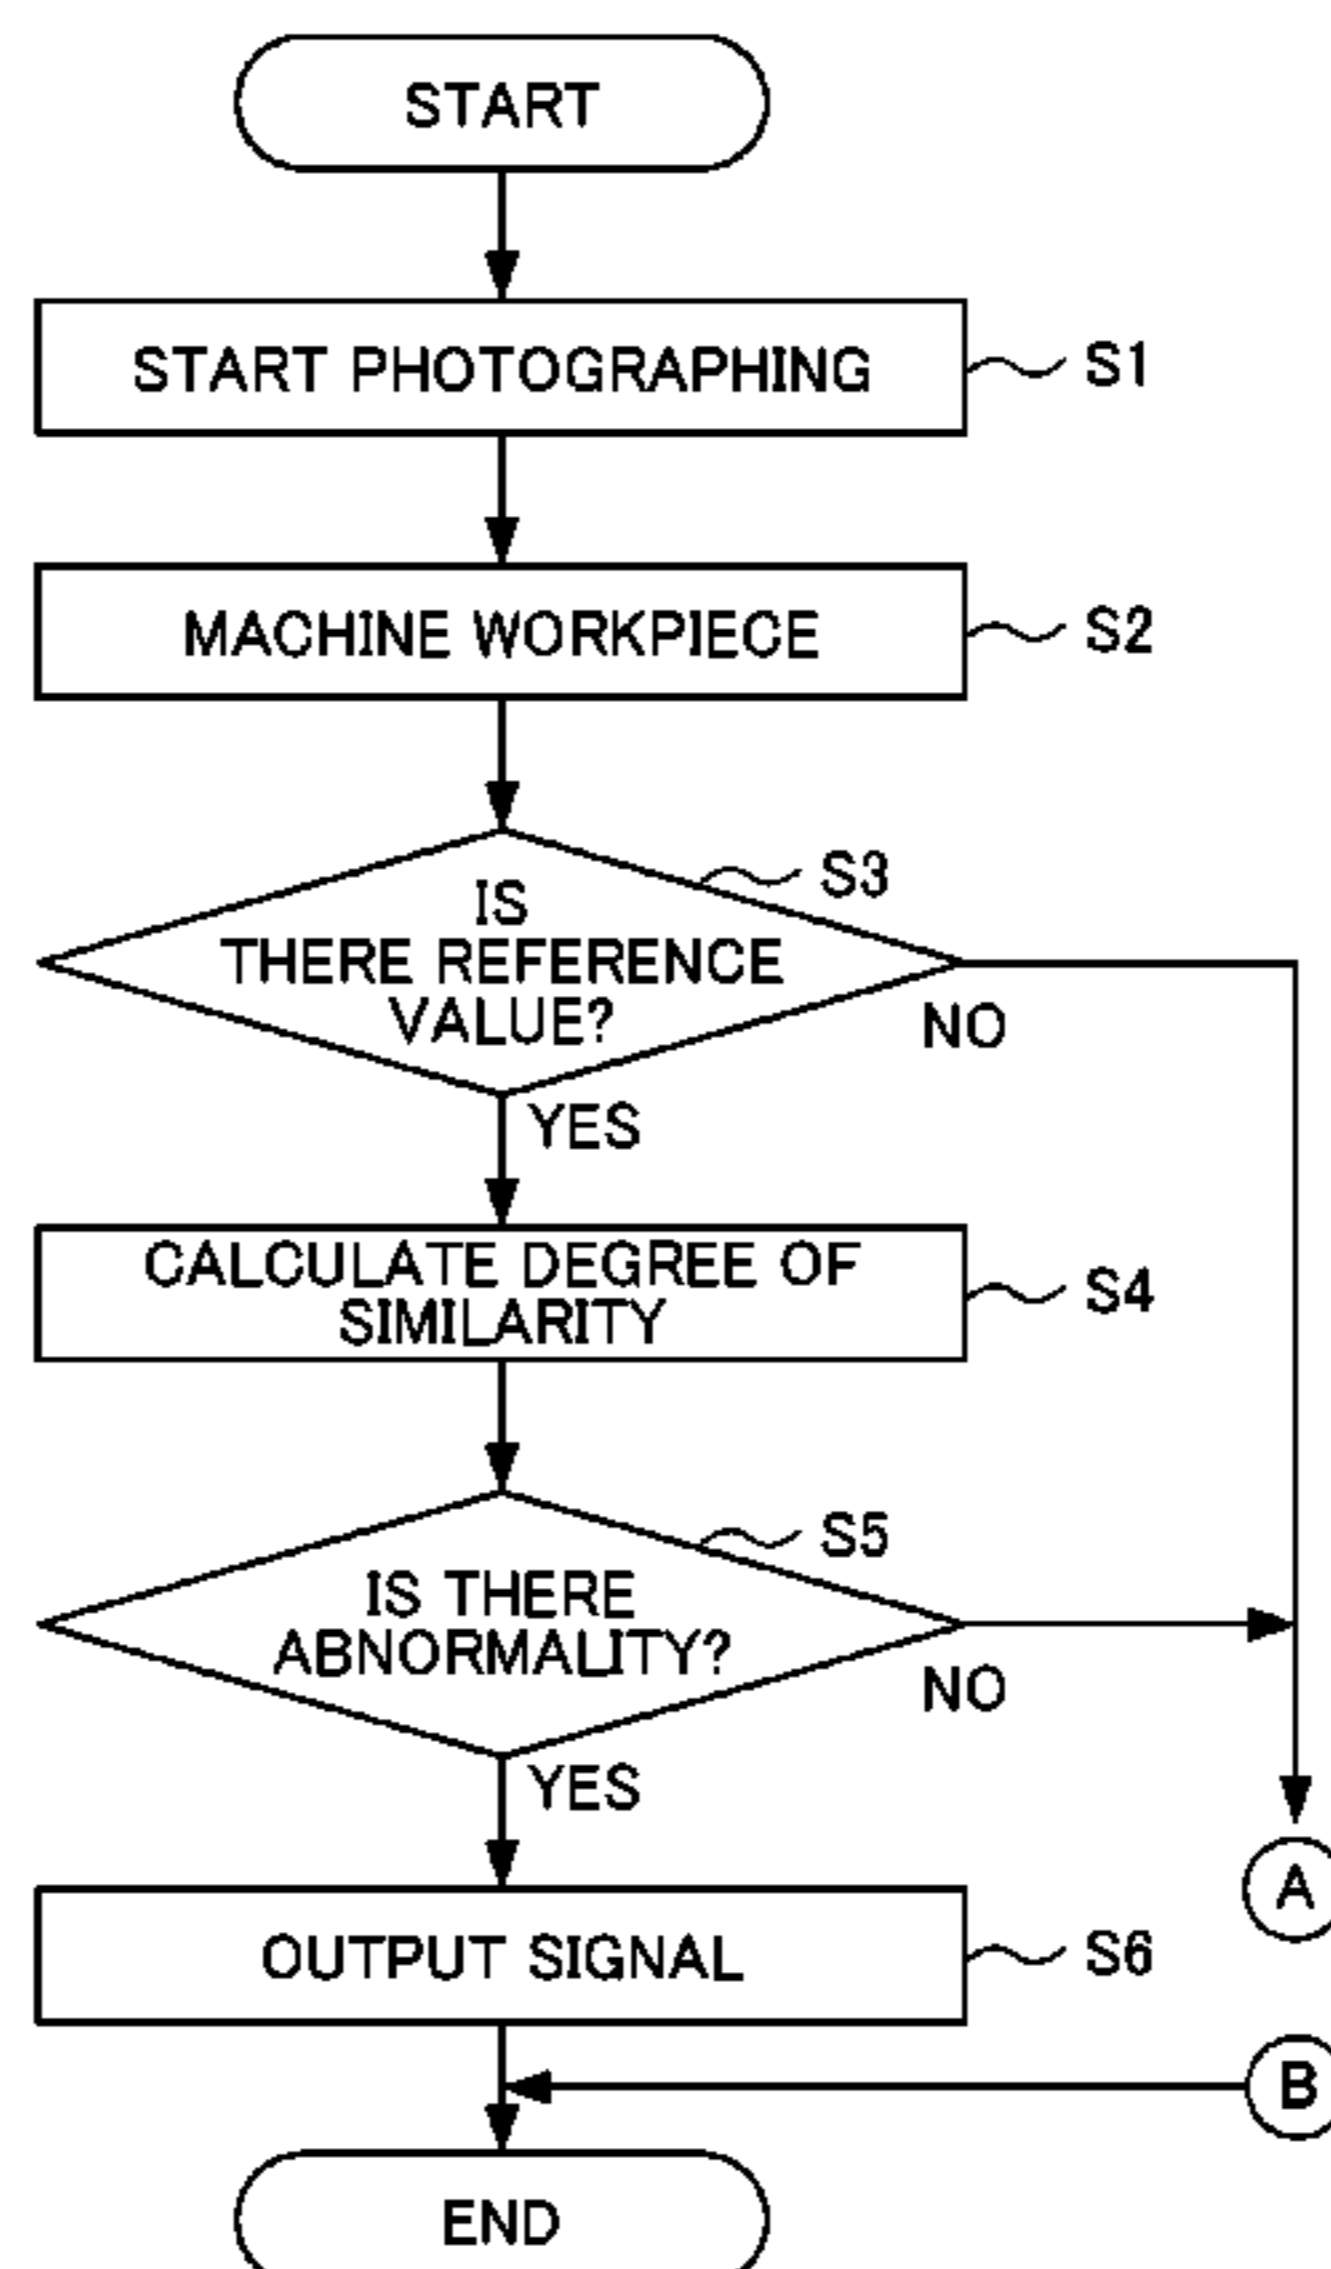 START
START PHOTOGRAPHING
S1
MACHINE WORKPIECE
S2
S3
IS
THERE REFERENCE
VALUE?
NO
YES
CALCULATE DEGREE OF
SIMILARITY
S4
S5
IS THERE
ABNORMALITY?
NO
YES
A
OUTPUT SIGNAL
S6
B
END